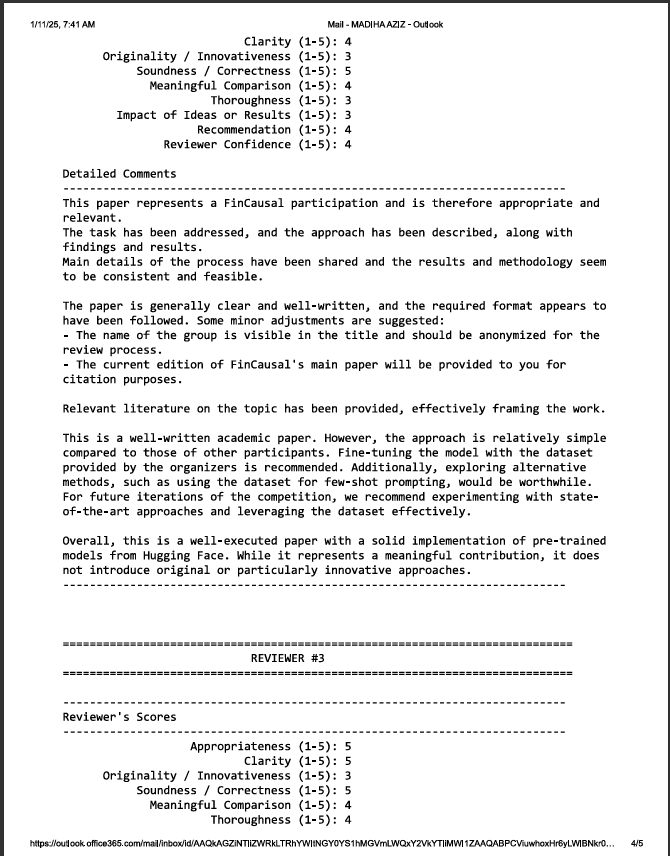 1/11/25, 7:41 AM Mail - MADIHA AZIZ - Outlook
Clarity (1-5): 4
Originality / Innovativeness (1-5): 3
Soundness / Correctness (1-5): 5
Meaningful Comparison (1-5): 4
Thoroughness (1-5): 3
Impact of Ideas or Results (1-5): 3
Recommendation (1-5): 4
Reviewer Confidence (1-5): 4
Detailed Comments
---------------------------------------------------------------------------
This paper represents a FinCausal participation and is therefore appropriate and
relevant.
The task has been addressed, and the approach has been described, along with
findings and results.
Main details of the process have been shared and the results and methodology seem
to be consistent and feasible.
The paper is generally clear and well-written, and the required format appears to
have been followed. Some minor adjustments are suggested:
- The name of the group is visible in the title and should be anonymized for the
review process.
- The current edition of FinCausal's main paper will be provided to you for
citation purposes.
Relevant literature on the topic has been provided, effectively framing the work.
This is a well-written academic paper. However, the approach is relatively simple
compared to those of other participants. Fine-tuning the model with the dataset
provided by the organizers is recommended. Additionally, exploring alternative
methods, such as using the dataset for few-shot prompting, would be worthwhile.
For future iterations of the competition, we recommend experimenting with state-
of-the-art approaches and leveraging the dataset effectively.
Overall, this is a well-executed paper with a solid implementation of pre-trained
models from Hugging Face. While it represents a meaningful contribution, it does
not introduce original or particularly innovative approaches.
---------------------------------------------------------------------------
============================================================================
REVIEWER #3
============================================================================
---------------------------------------------------------------------------
Reviewer's Scores
---------------------------------------------------------------------------
Appropriateness (1-5): 5
Clarity (1-5): 5
Originality / Innovativeness (1-5): 3
Soundness / Correctness (1-5): 5
Meaningful Comparison (1-5): 4
Thoroughness (1-5): 4
4/5